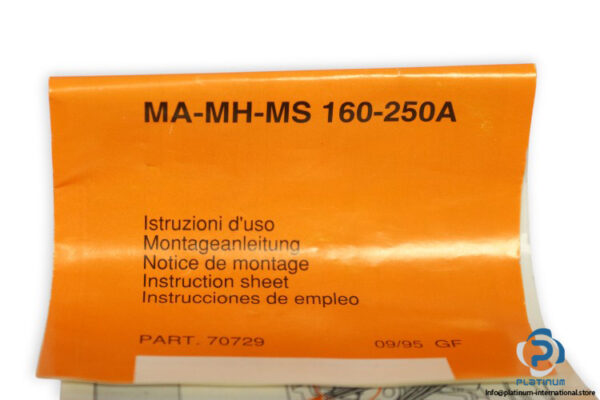 MA-MH-MS 160-250A
Istruzioni d'uso
Montageanleitung
Notice de montage
Instruction sheet
Instrucciones de empleo
PART. 70729 09/95 GF
PLATINUM
info@platinum-international.store